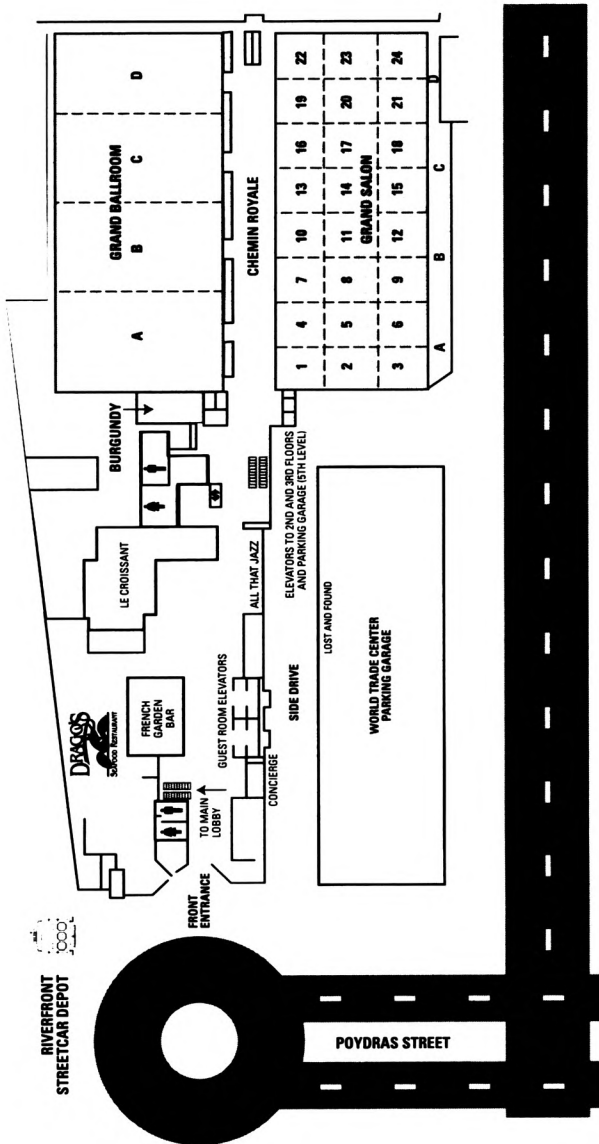 RIVERFRONT
STREETCAR DEPOT
DRAGO'S
SEAFOOD RESTAURANT
FRONT
ENTRANCE
TO MAIN
LOBBY
FRENCH
GARDEN
BAR
LE CROISSANT
BURGUNDY
GRAND BALLROOM
A
B
C
D
CHEMIN ROYALE
GUEST ROOM ELEVATORS
CONCIERGE
ALL THAT JAZZ
SIDE DRIVE
ELEVATORS TO 2ND AND 3RD FLOORS
AND PARKING GARAGE (5TH LEVEL)
1 4 7 10 13 16 19 22
2 5 8 11 14 17 20 23
GRAND SALON
3 6 9 12 15 18 21 24
A B C D
LOST AND FOUND
WORLD TRADE CENTER
PARKING GARAGE
POYDRAS STREET